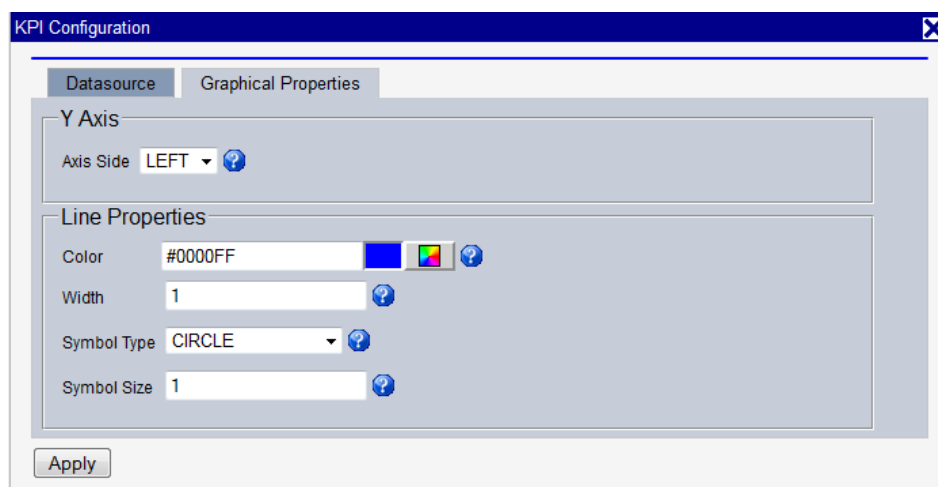 KPI Configuration
Datasource Graphical Properties
Y Axis
Axis Side LEFT
Line Properties
Color #0000FF
Width 1
Symbol Type CIRCLE
Symbol Size 1
Apply